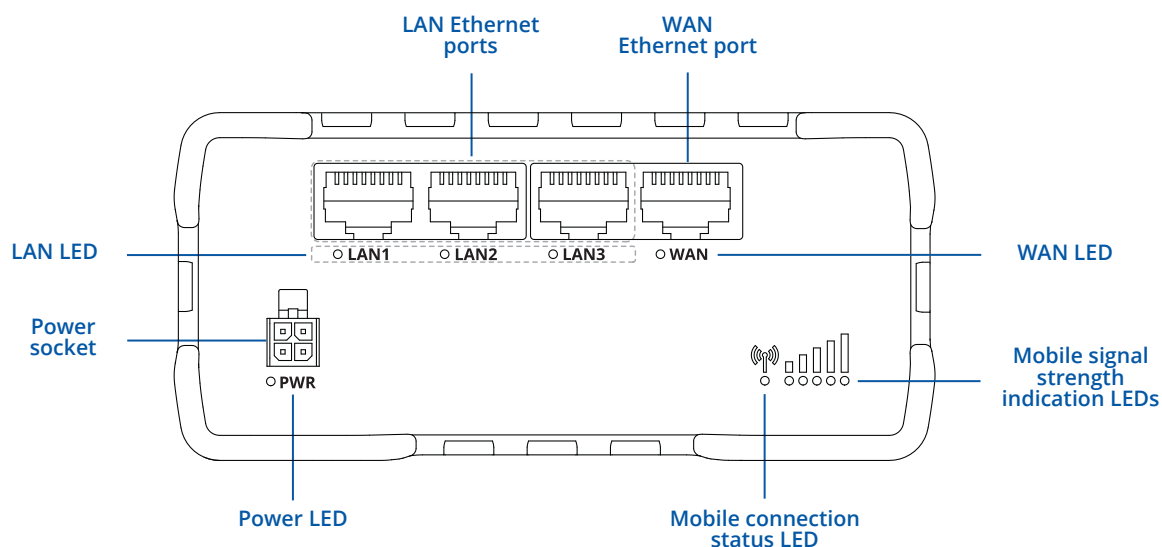 LAN Ethernet
ports
WAN
Ethernet port
LAN LED
LAN1
LAN2
LAN3
WAN
WAN LED
Power
socket
PWR
Mobile signal
strength
indication LEDs
Power LED
Mobile connection
status LED